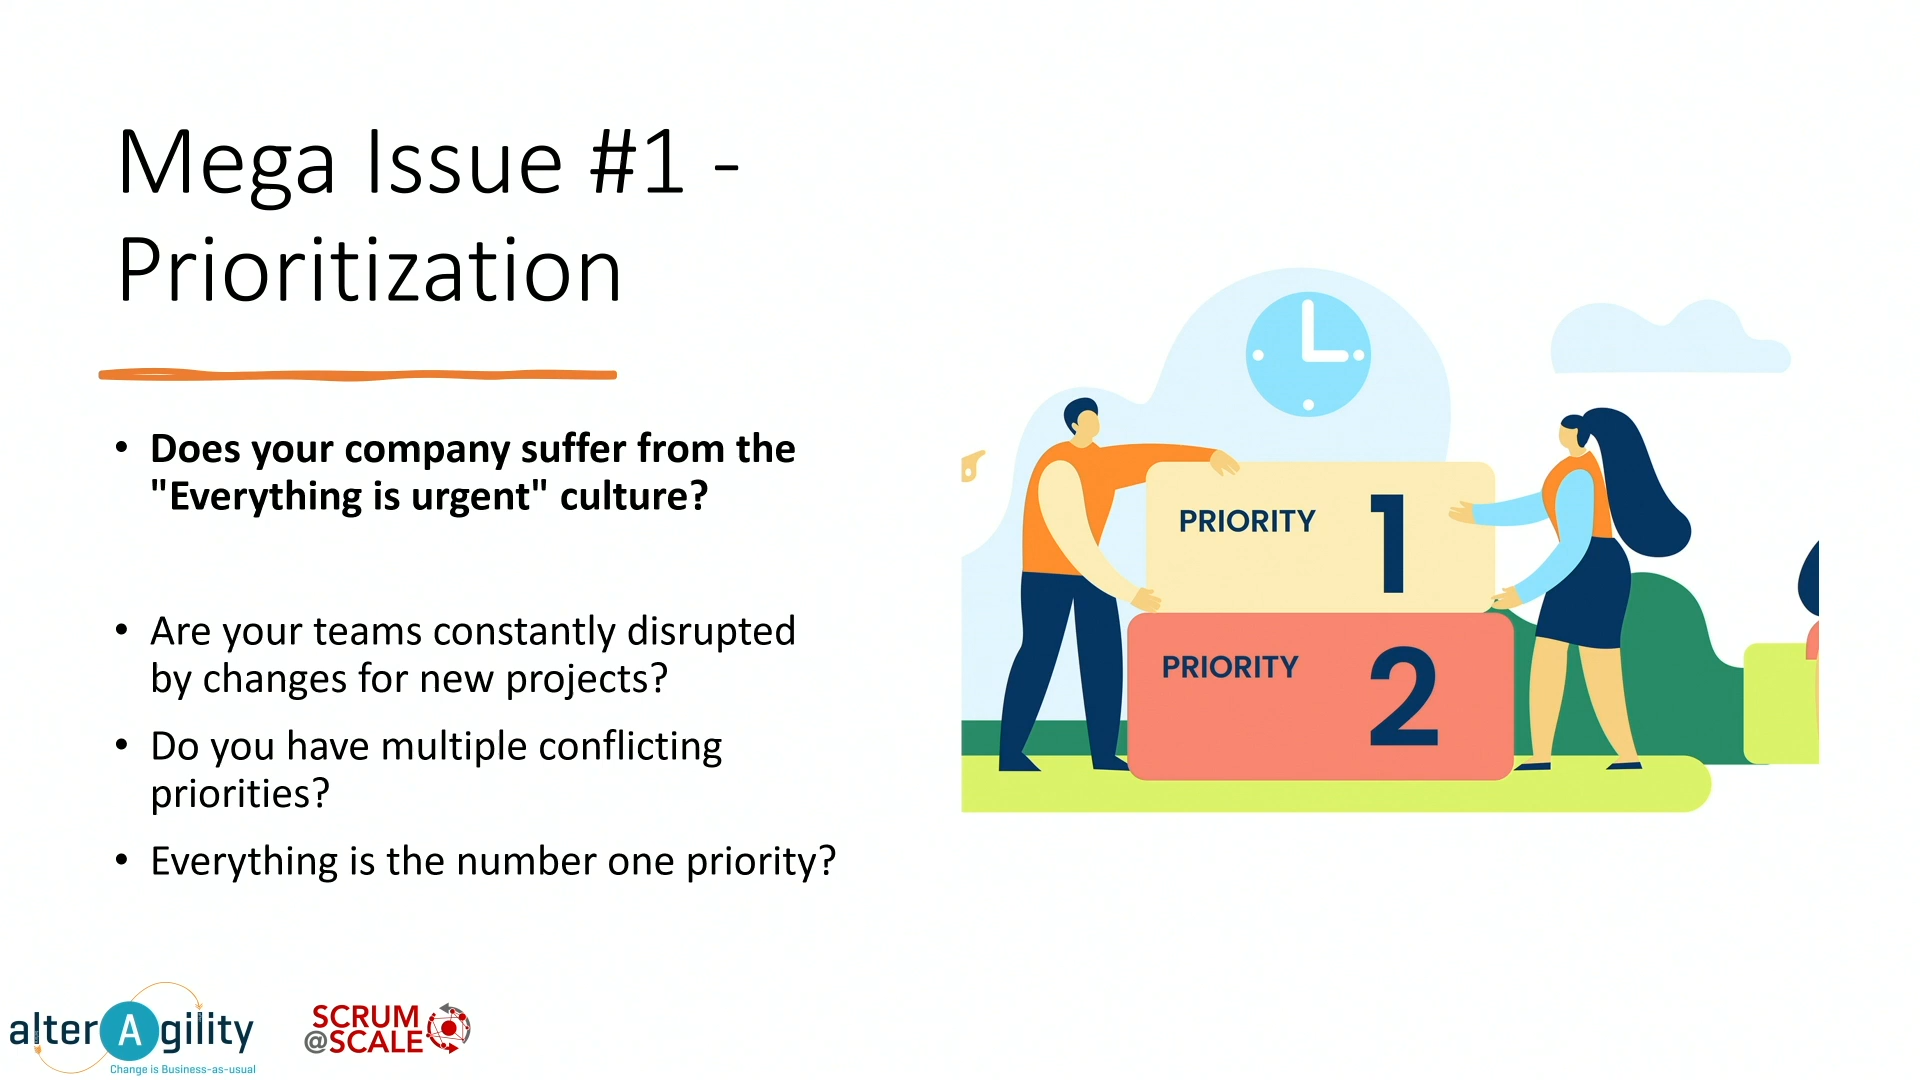 Mega Issue #1 -
Prioritization
• Does your company suffer from the
"Everything is urgent" culture?
• Are your teams constantly disrupted
by changes for new projects?
• Do you have multiple conflicting
priorities?
• Everything is the number one priority?
PRIORITY 1
PRIORITY 2
alterAgility
Change is Business-as-usual
SCRUM
@SCALE